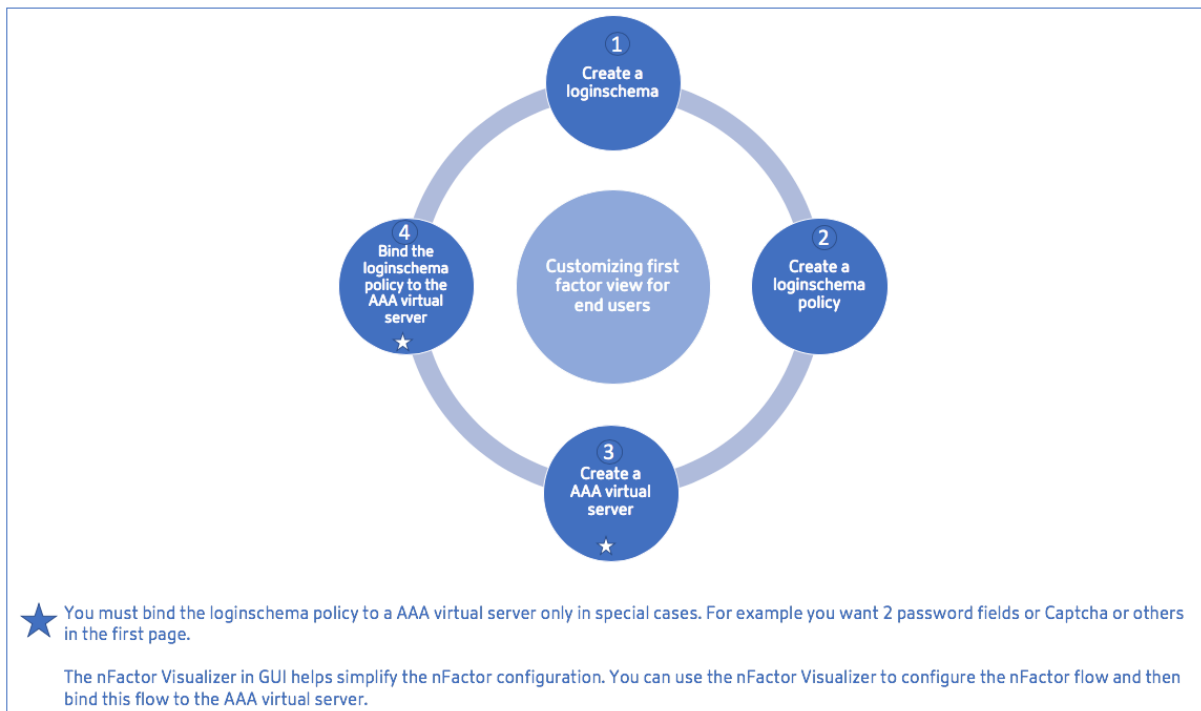 1
Create a
loginschema
2
Create a
loginschema
policy
3
Create a
AAA virtual
server
4
Bind the
loginschema
policy to the
AAA virtual
server
Customizing first
factor view for
end users
You must bind the loginschema policy to a AAA virtual server only in special cases. For example you want 2 password fields or Captcha or others
in the first page.
The nFactor Visualizer in GUI helps simplify the nFactor configuration. You can use the nFactor Visualizer to configure the nFactor flow and then
bind this flow to the AAA virtual server.